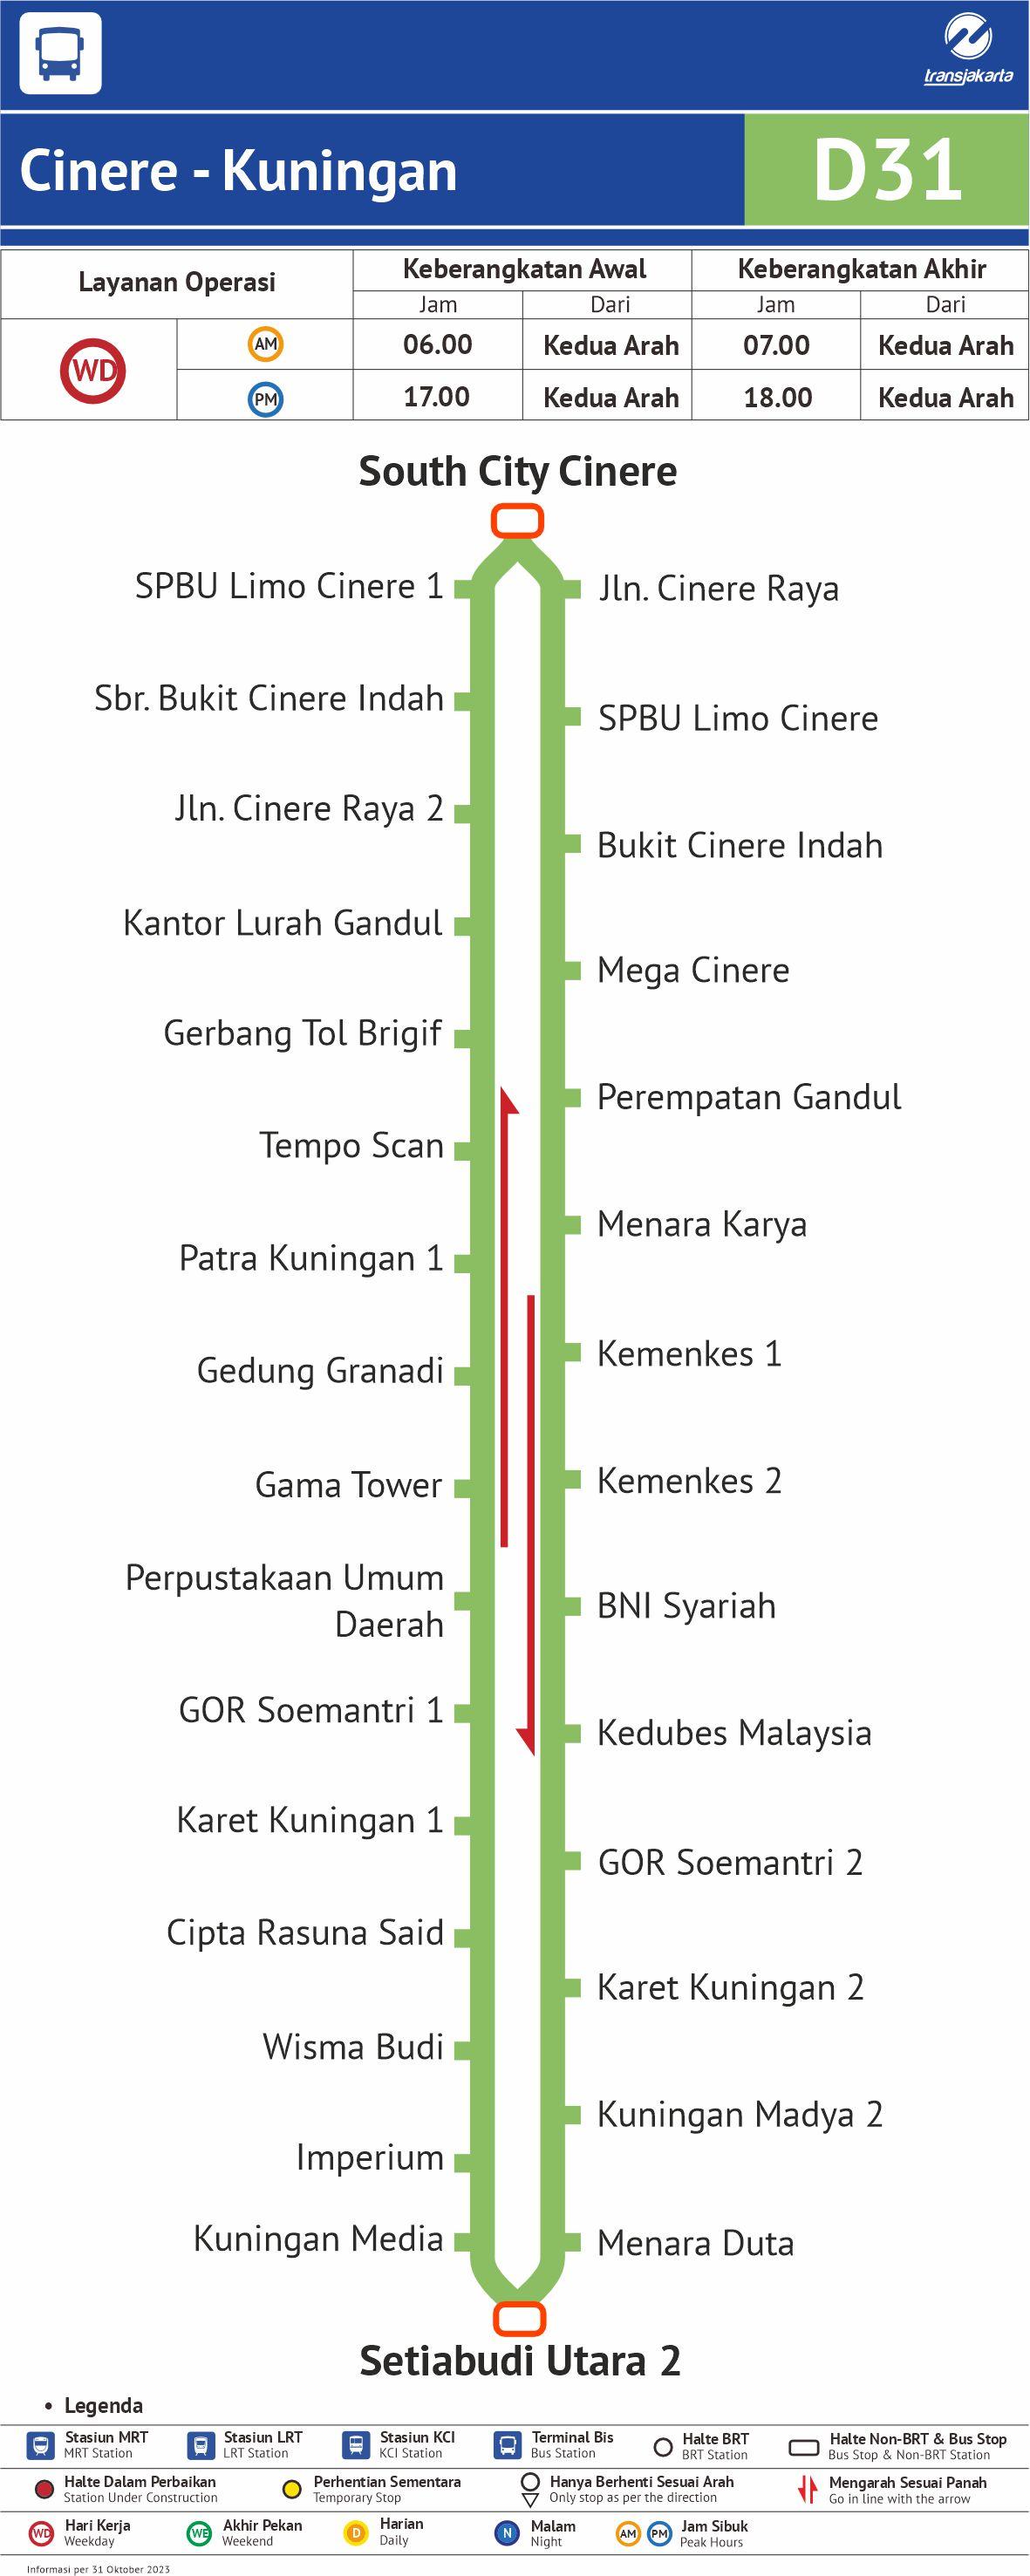 transjakarta
Cinere - Kuningan
D31
Layanan Operasi
Keberangkatan Awal
Keberangkatan Akhir
Jam
Dari
Jam
Dari
WD
AM
06.00
Kedua Arah
07.00
Kedua Arah
PM
17.00
Kedua Arah
18.00
Kedua Arah
South City Cinere
SPBU Limo Cinere 1
Sbr. Bukit Cinere Indah
Jln. Cinere Raya 2
Kantor Lurah Gandul
Gerbang Tol Brigif
Tempo Scan
Patra Kuningan 1
Gedung Granadi
Gama Tower
Perpustakaan Umum
Daerah
GOR Soemantri 1
Karet Kuningan 1
Cipta Rasuna Said
Wisma Budi
Imperium
Kuningan Media
Jln. Cinere Raya
SPBU Limo Cinere
Bukit Cinere Indah
Mega Cinere
Perempatan Gandul
Menara Karya
Kemenkes 1
Kemenkes 2
BNI Syariah
Kedubes Malaysia
GOR Soemantri 2
Karet Kuningan 2
Kuningan Madya 2
Menara Duta
Setiabudi Utara 2
• Legenda
Stasiun MRT
MRT Station
Stasiun LRT
LRT Station
Stasiun KCI
KCI Station
Terminal Bis
Bus Station
Halte BRT
BRT Station
Halte Non-BRT & Bus Stop
Bus Stop & Non-BRT Station
Halte Dalam Perbaikan
Station Under Construction
Perhentian Sementara
Temporary Stop
Hanya Berhenti Sesuai Arah
Only stop as per the direction
Mengarah Sesuai Panah
Go in line with the arrow
WD
Hari Kerja
Weekday
WE
Akhir Pekan
Weekend
D
Harian
Daily
N
Malam
Night
AM
PM
Jam Sibuk
Peak Hours
Informasi per 31 Oktober 2023